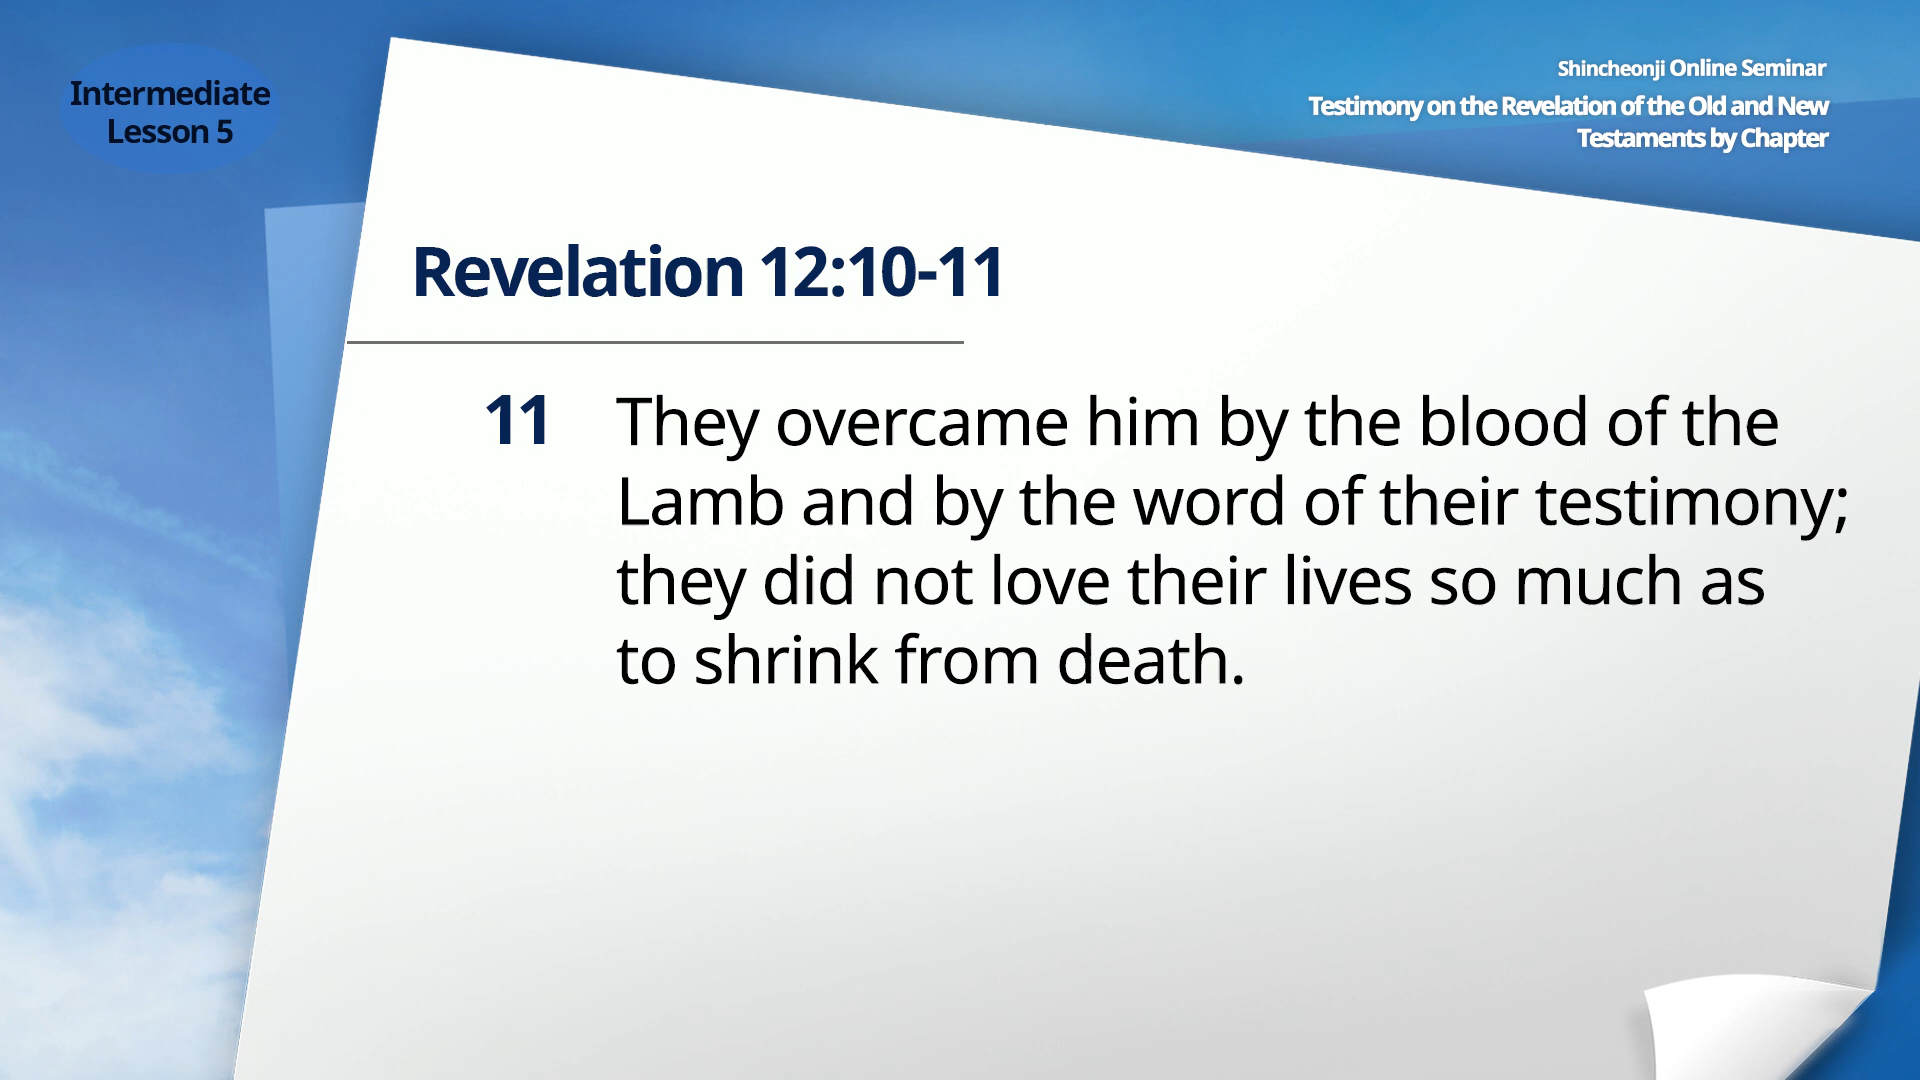 Intermediate
Lesson 5
Shincheonji Online Seminar
Testimony on the Revelation of the Old and New
Testaments by Chapter
Revelation 12:10-11
11 They overcame him by the blood of the
Lamb and by the word of their testimony;
they did not love their lives so much as
to shrink from death.